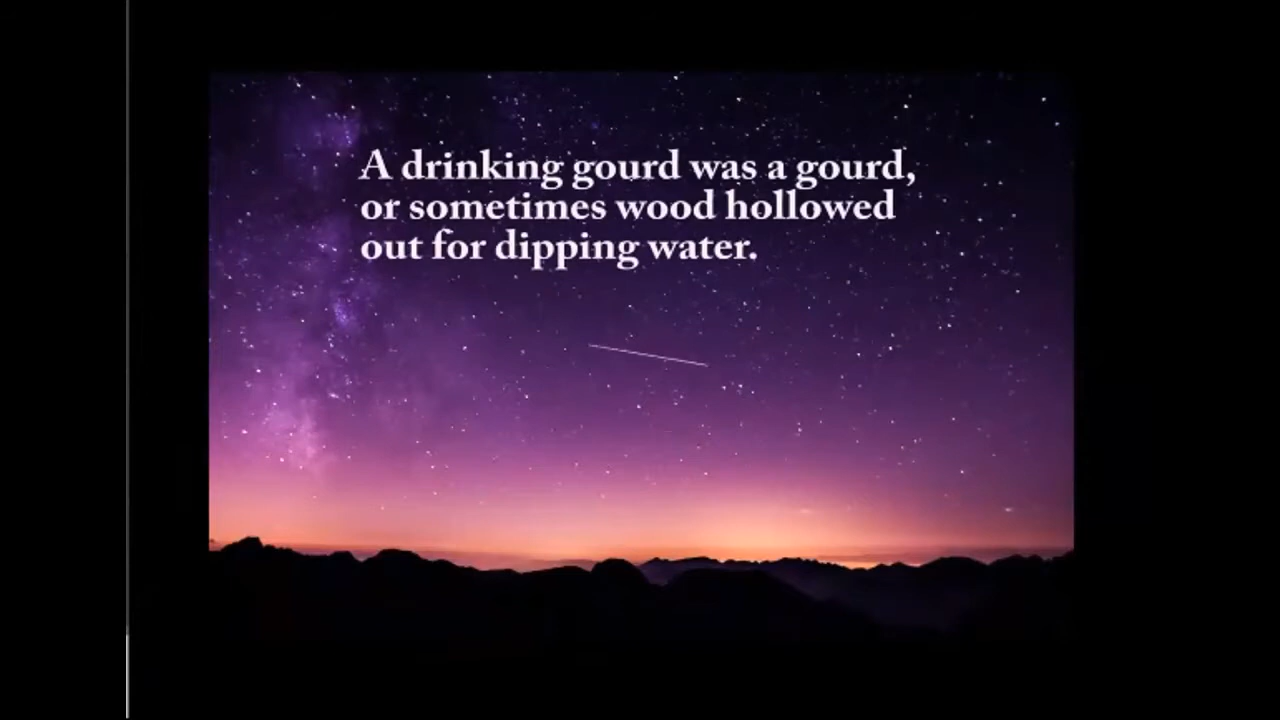 A drinking gourd was a gourd,
or sometimes wood hollowed
out for dipping water.